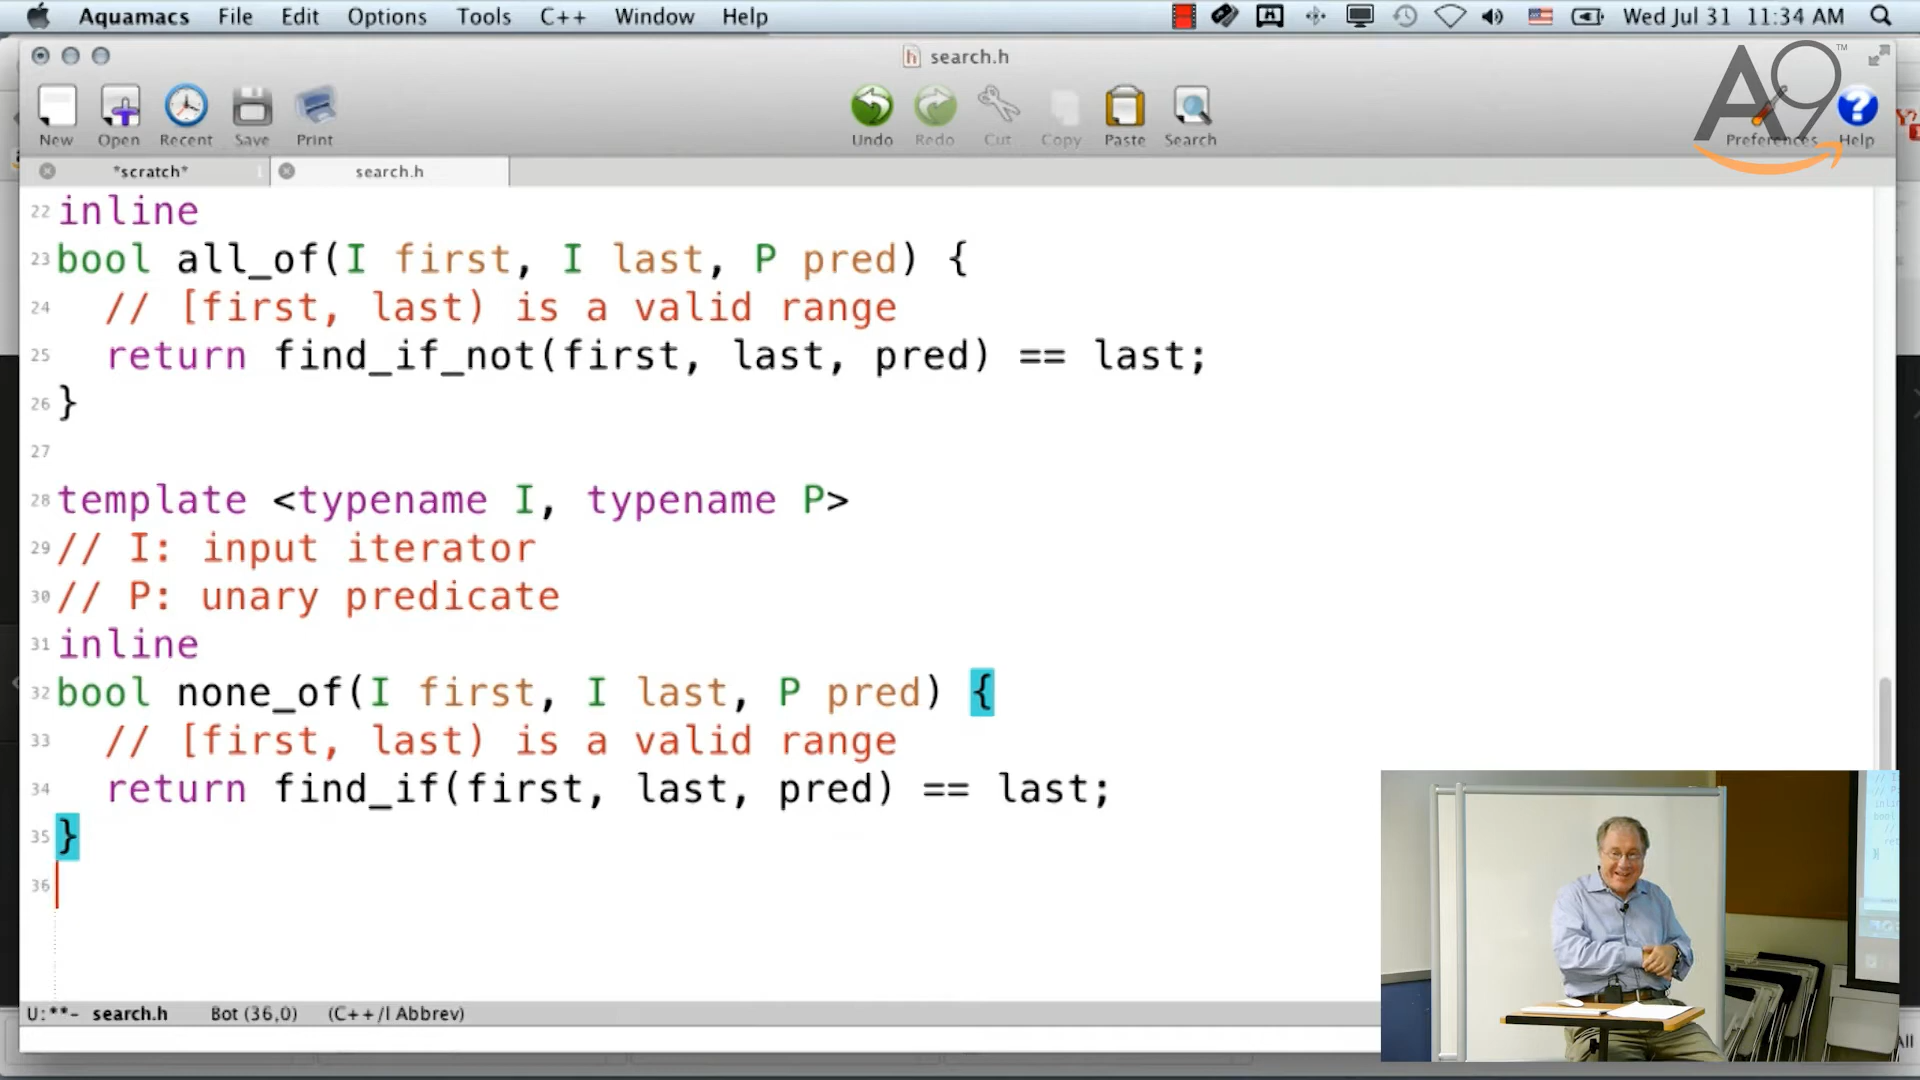 Aquamacs File Edit Options Tools C++ Window Help Wed Jul 31 11:34 AM
search.h
A9™
New Open Recent Save Print Undo Redo Cut Copy Paste Search Preferences Help
*scratch* search.h
22 inline
23 bool all_of(I first, I last, P pred) {
24 // [first, last) is a valid range
25 return find_if_not(first, last, pred) == last;
26 }
27
28 template <typename I, typename P>
29 // I: input iterator
30 // P: unary predicate
31 inline
32 bool none_of(I first, I last, P pred) {
33 // [first, last) is a valid range
34 return find_if(first, last, pred) == last;
35 }
36
U:**- search.h Bot (36,0) (C++/l Abbrev)
All